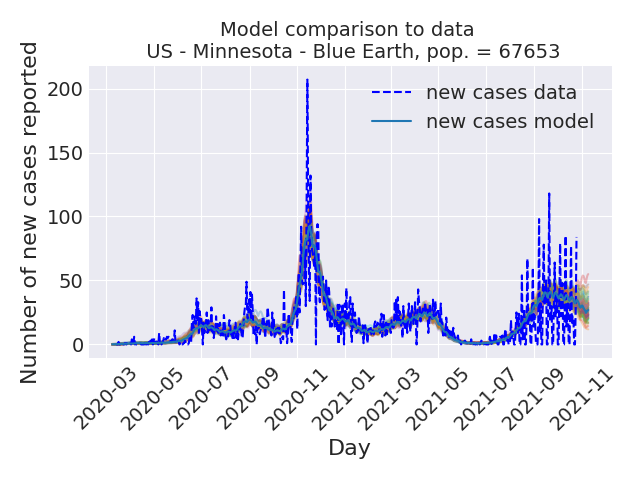 Model comparison to data
US - Minnesota - Blue Earth, pop. = 67653
Number of new cases reported
200
150
100
50
0
new cases data
new cases model
2020-03
2020-05
2020-07
2020-09
2020-11
2021-01
2021-03
2021-05
2021-07
2021-09
2021-11
Day